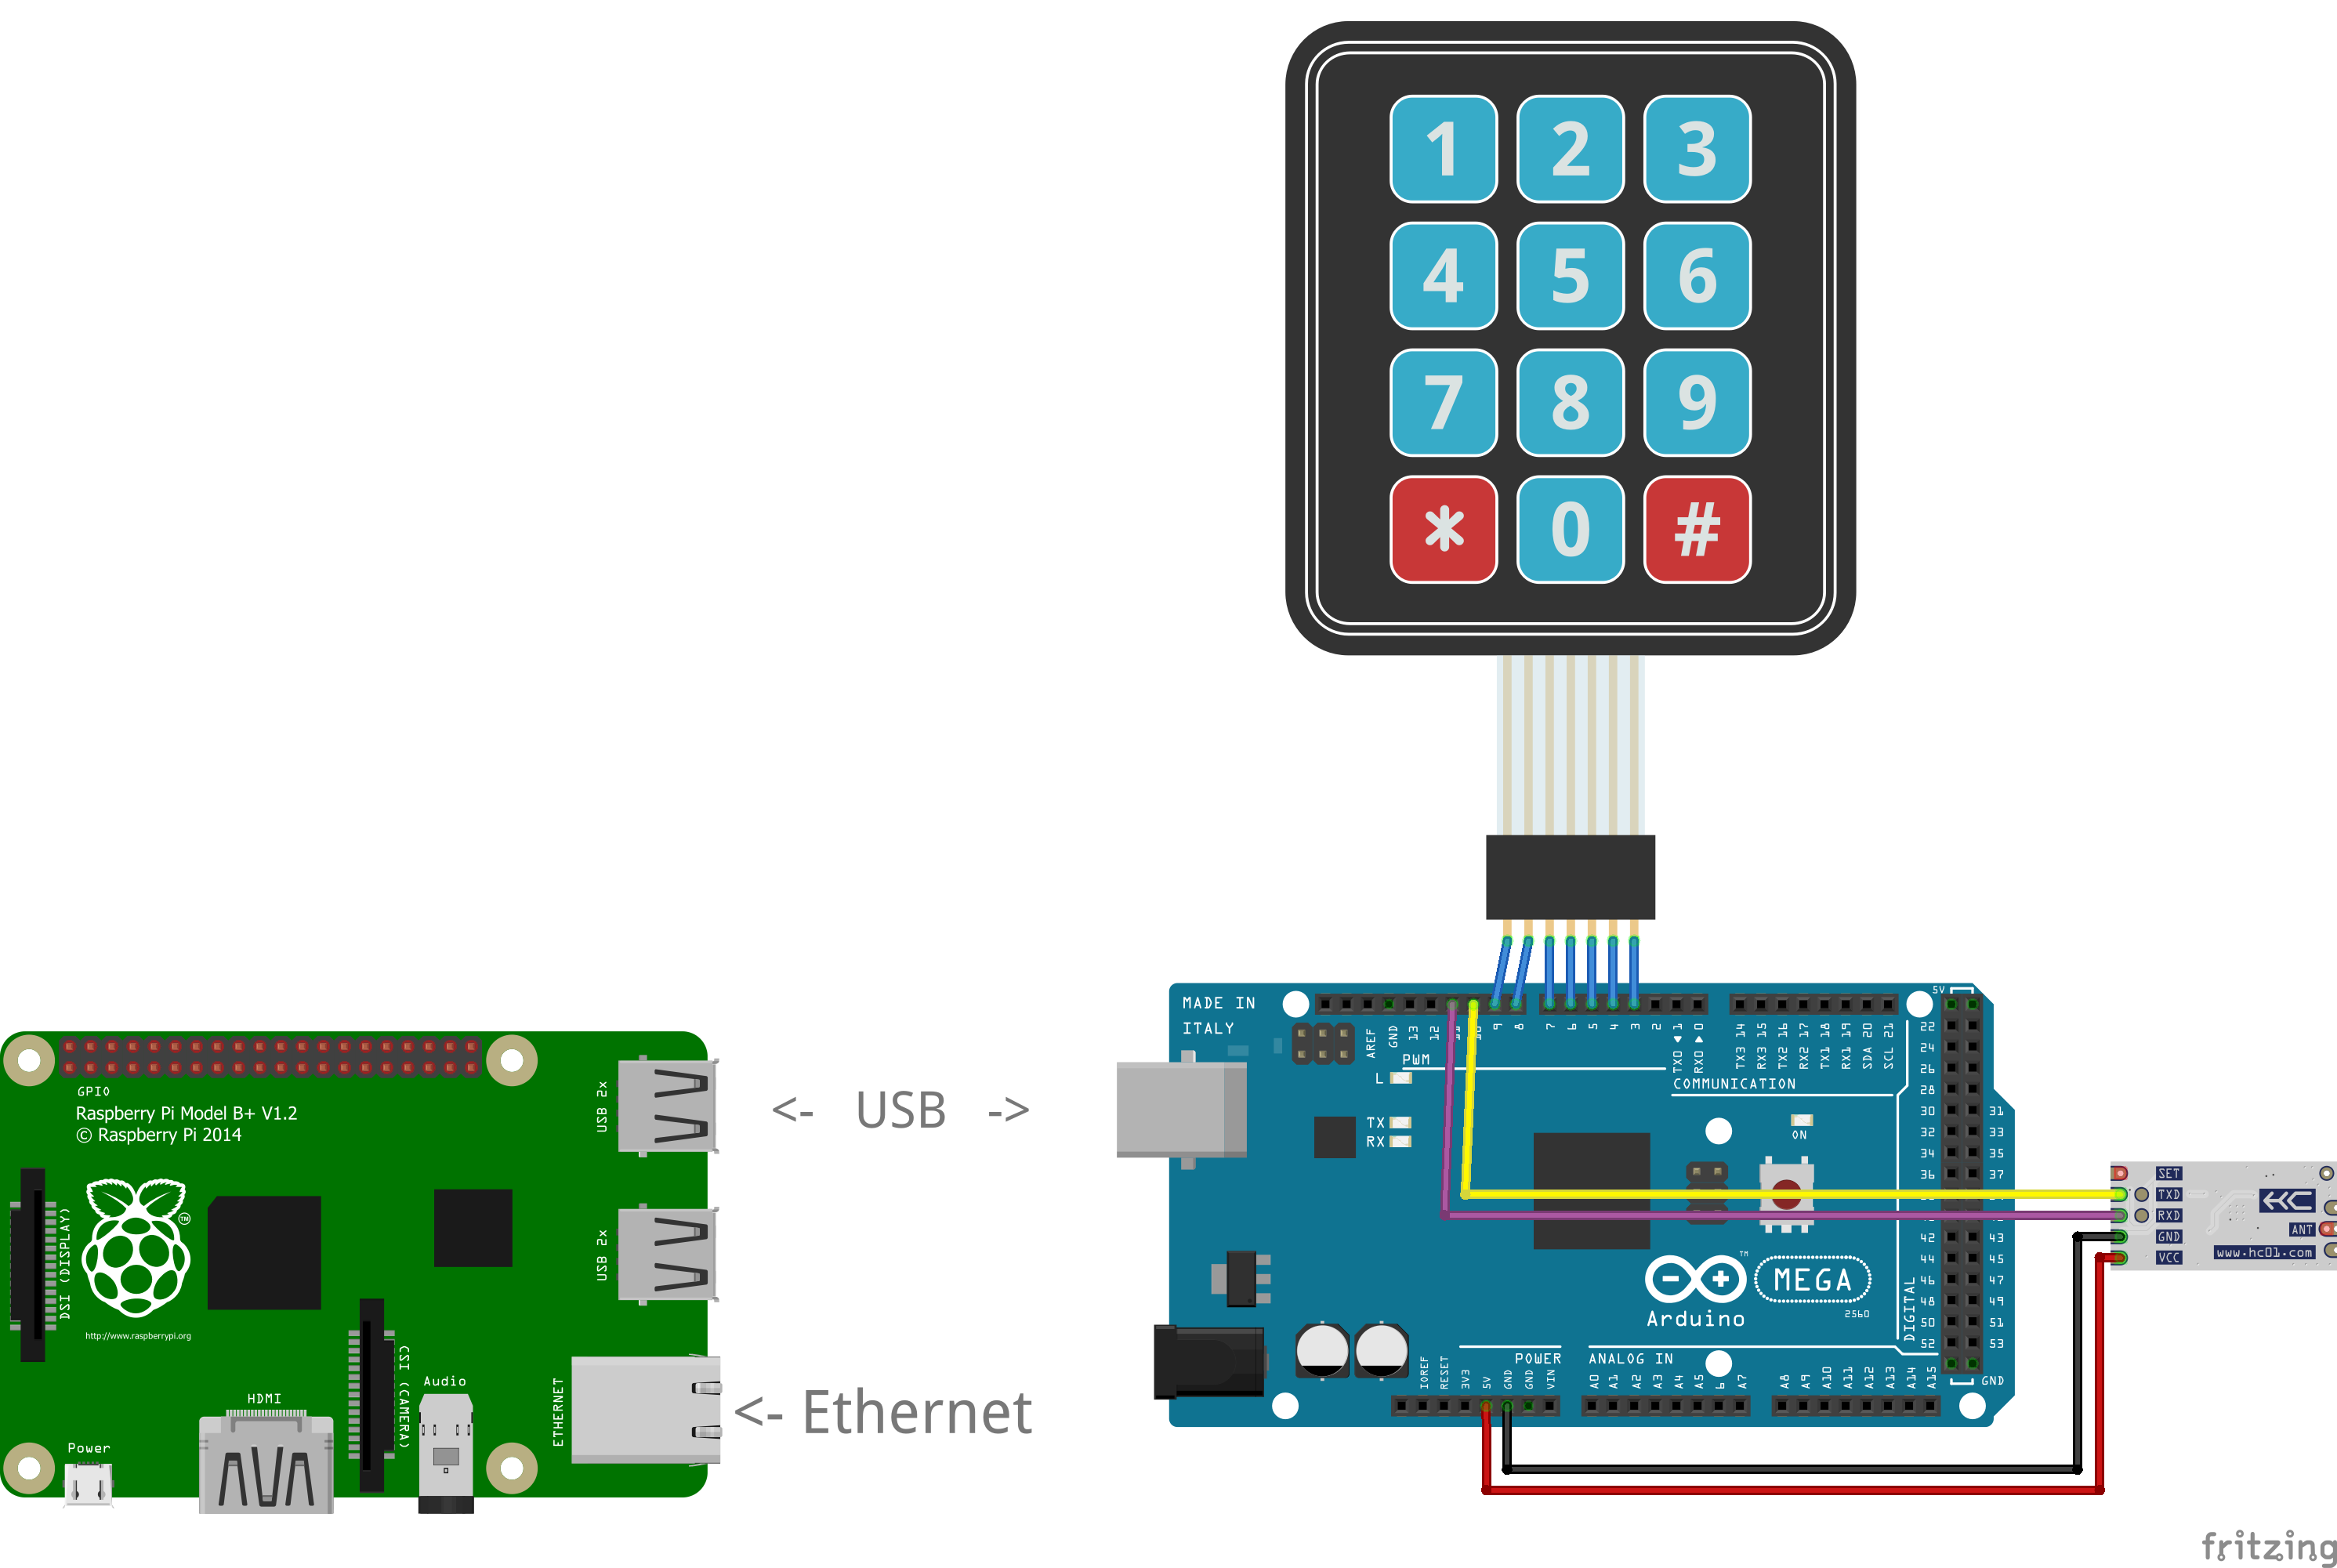 1 2 3
4 5 6
7 8 9
* 0 #
MADE IN
ITALY
AREF
GND
13
12
11
9
8
7
6
5
4
3
2
TX0 1
RX0 0
TX3 14
RX3 15
TX2 16
RX2 17
TX1 18
RX1 19
SDA 20
SCL 21
PWM
COMMUNICATION
L
TX
RX
ON
5V
22
24
26
28
30 31
32 33
34 35
36 37
42 43
44 45
46 47
48 49
50 51
52 53
GND
DIGITAL
Arduino
TM
MEGA
2560
POWER
ANALOG IN
IOREF
RESET
3V3
5V
GND
GND
VIN
A0
A1
A2
A3
A4
A5
6
A7
A8
A9
A10
A11
A12
A13
A14
A15
SET
TXD
RXD
GND
VCC
HC
ANT
www.hc01.com
<- USB ->
<- Ethernet
GPIO
Raspberry Pi Model B+ V1.2
© Raspberry Pi 2014
USB 2x
USB 2x
DSI (DISPLAY)
TM
http://www.raspberrypi.org
CSI (CAMERA)
Audio
HDMI
ETHERNET
Power
fritzing